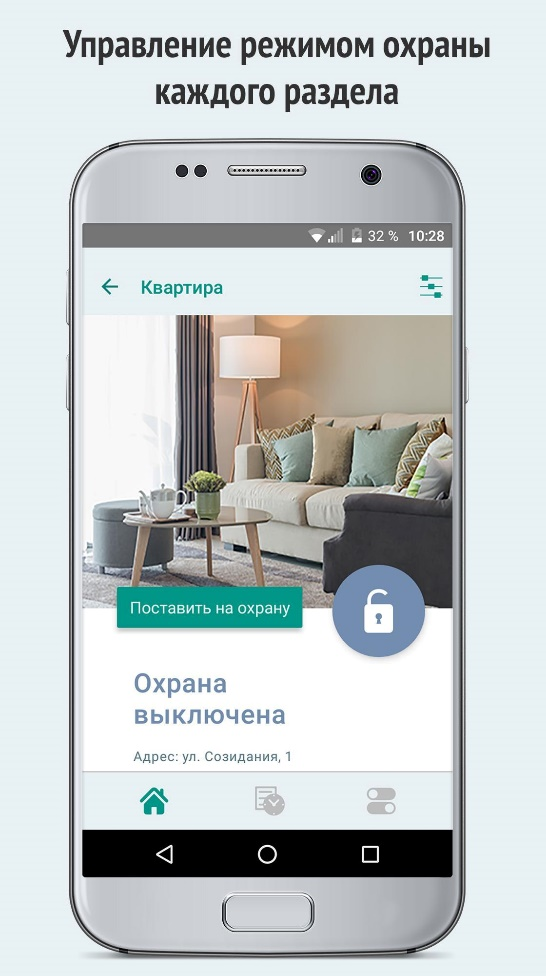 Управление режимом охраны
каждого раздела
32 % 10:28
Квартира
Поставить на охрану
Охрана
выключена
Адрес: ул. Созидания, 1